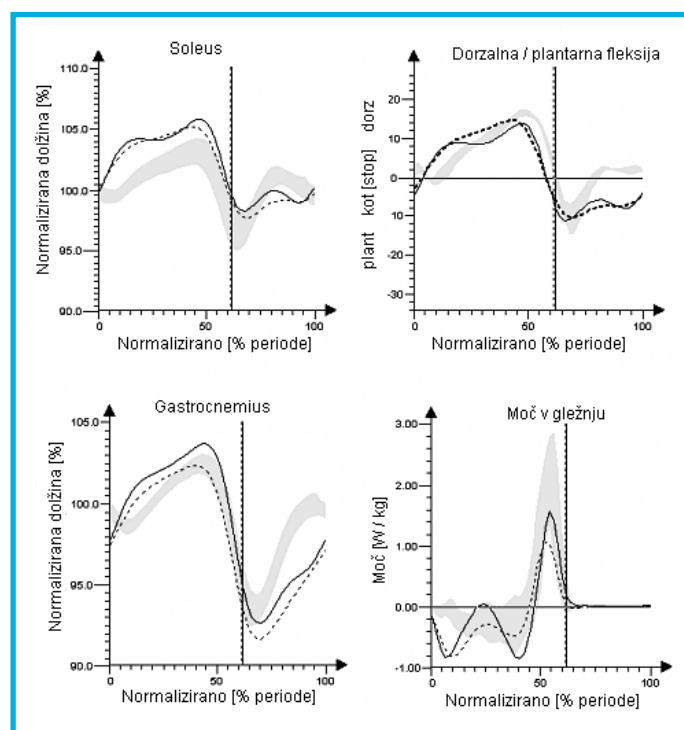 Soleus
110.0
105.0
100.0
95.0
90.0
Normalizirana dolžina [%]
0
50
100
Normalizirano [% periode]
Dorzalna / plantarna fleksija
20
10
0
-10
-20
-30
plant kot [stop] dorz
0
50
100
Normalizirano [% periode]
Gastrocnemius
105.0
100.0
95.0
90.0
Normalizirana dolžina [%]
0
50
100
Normalizirano [% periode]
Moč v gležnju
3.00
2.00
1.00
0.00
-1.00
Moč [W / kg]
0
50
100
Normalizirano [% periode]